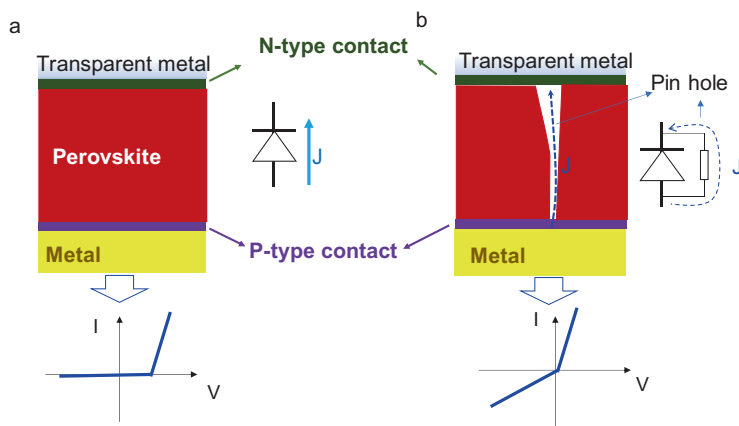 a
N-type contact
Transparent metal
Perovskite
J
P-type contact
Metal
I
V
b
Transparent metal
Pin hole
J
J
Metal
I
V